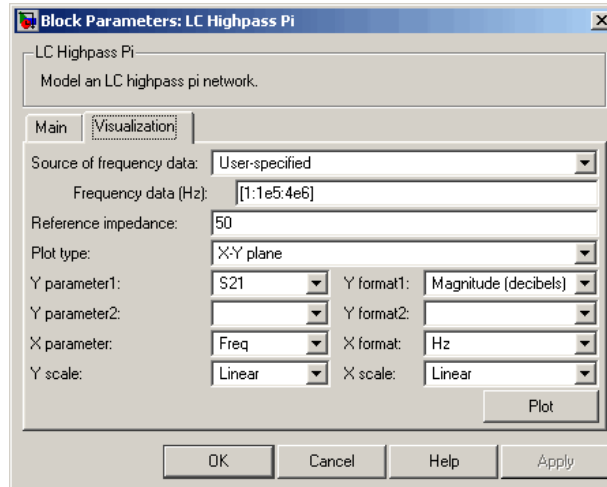 Block Parameters: LC Highpass Pi
LC Highpass Pi
Model an LC highpass pi network.
Main Visualization
Source of frequency data: User-specified
Frequency data (Hz): [1:1e5:4e6]
Reference impedance: 50
Plot type: X-Y plane
Y parameter1: S21 Y format1: Magnitude (decibels)
Y parameter2: Y format2:
X parameter: Freq X format: Hz
Y scale: Linear X scale: Linear
Plot
OK Cancel Help Apply